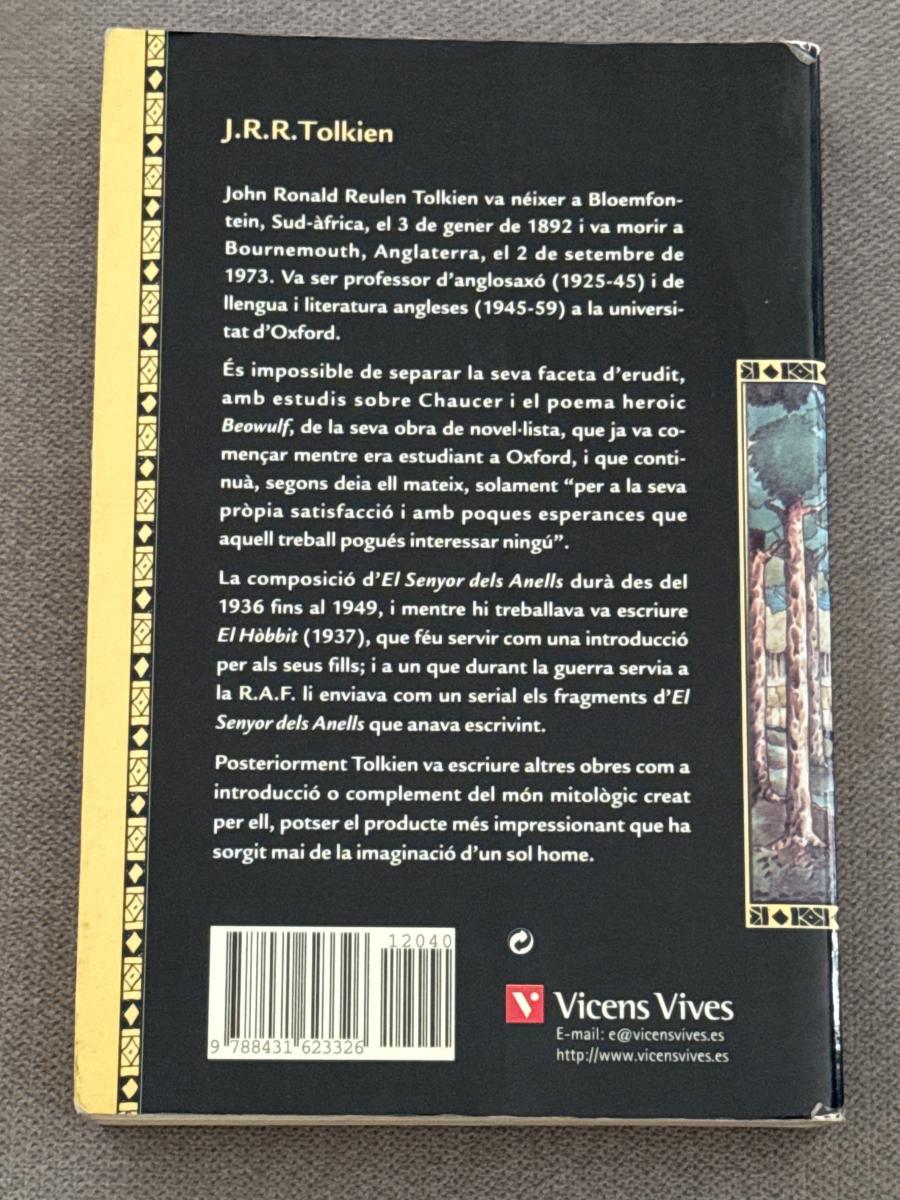 J.R.R.Tolkien
John Ronald Reulen Tolkien va néixer a Bloemfon-
tein, Sud-àfrica, el 3 de gener de 1892 i va morir a
Bournemouth, Anglaterra, el 2 de setembre de
1973. Va ser professor d'anglosaxó (1925-45) i de
llengua i literatura angleses (1945-59) a la universi-
tat d'Oxford.
És impossible de separar la seva faceta d'erudit,
amb estudis sobre Chaucer i el poema heroic
Beowulf, de la seva obra de novel·lista, que ja va co-
mençar mentre era estudiant a Oxford, i que conti-
nuà, segons deia ell mateix, solament “per a la seva
pròpia satisfacció i amb poques esperances que
aquell treball pogués interessar ningú”.
La composició d'El Senyor dels Anells durà des del
1936 fins al 1949, i mentre hi treballava va escriure
El Hòbbit (1937), que féu servir com una introducció
per als seus fills; i a un que durant la guerra servia a
la R.A.F. li enviava com un serial els fragments d'El
Senyor dels Anells que anava escrivint.
Posteriorment Tolkien va escriure altres obres com a
introducció o complement del món mitològic creat
per ell, potser el producte més impressionant que ha
sorgit mai de la imaginació d'un sol home.
12040
9 788431 623326
Vicens Vives
E-mail: e@vicensvives.es
http://www.vicensvives.es